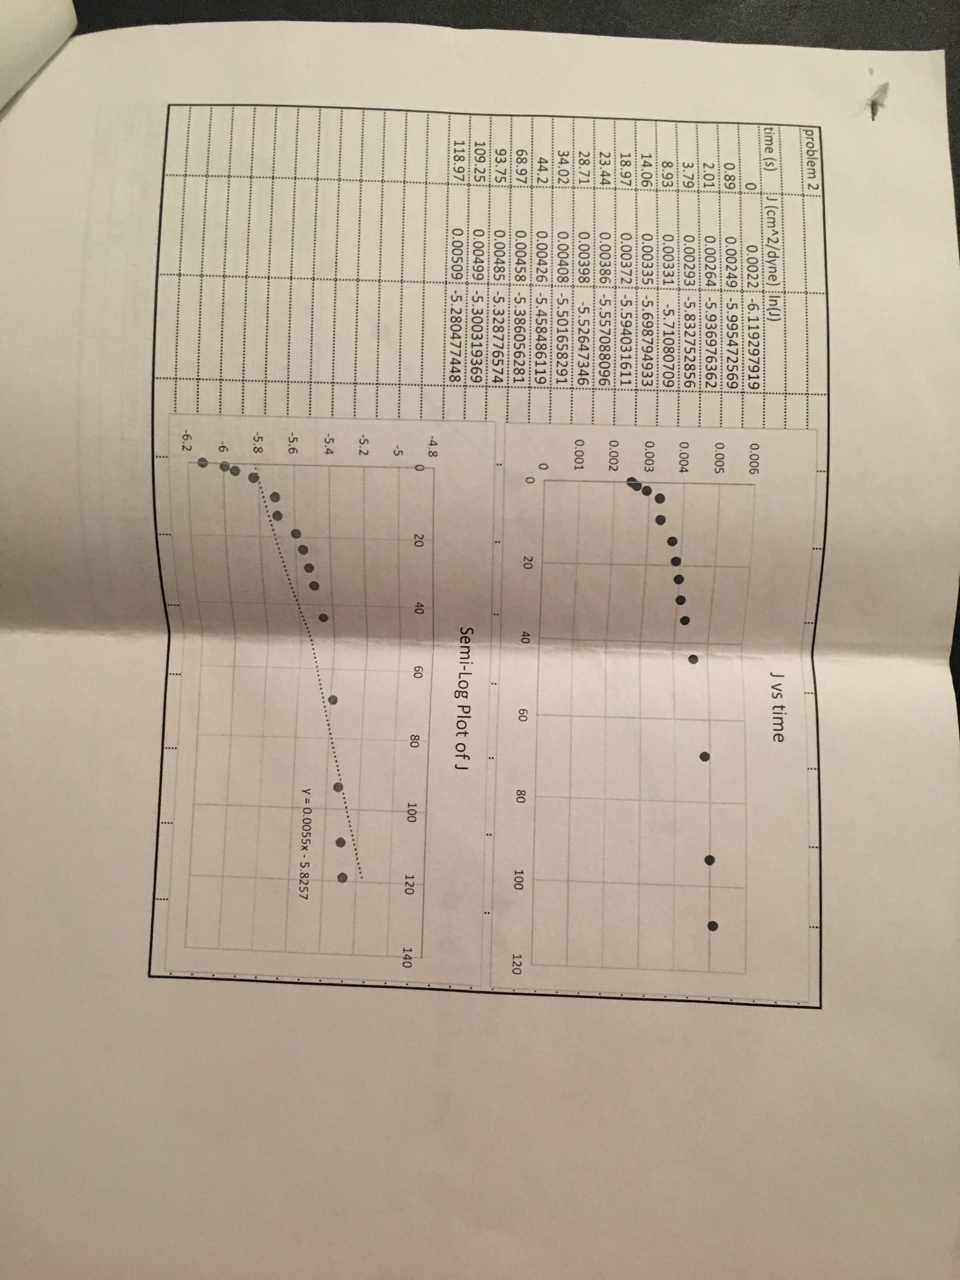 problem 2
time (s) J (cm^2/dyne) ln(J)
0 0.0022 -6.119297919
0.89 0.00249 -5.995472569
2.01 0.00264 -5.936976362
3.79 0.00293 -5.832752856
8.93 0.00331 -5.71080709
14.06 0.00335 -5.698794933
18.97 0.00372 -5.594031611
23.44 0.00386 -5.557088096
28.71 0.00398 -5.52647346
34.02 0.00408 -5.501658291
44.2 0.00426 -5.458486119
68.97 0.00458 -5.386056281
93.75 0.00485 -5.328776574
109.25 0.00499 -5.300319369
118.97 0.00509 -5.280477448
J vs time
0.006
0.005
0.004
0.003
0.002
0.001
0
0 20 40 60 80 100 120
Semi-Log Plot of J
-4.8
0 20 40 60 80 100 120 140
-5
-5.2
-5.4
-5.6
-5.8
-6
-6.2
y = 0.0055x - 5.8257